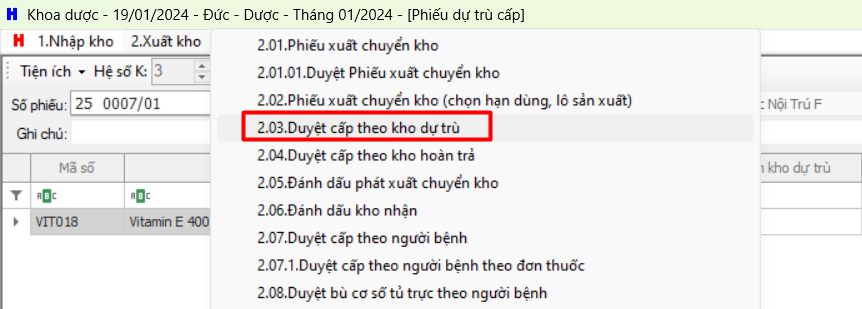 H Khoa dược - 19/01/2024 - Đức - Dược - Tháng 01/2024 - [Phiếu dự trù cấp]
H 1.Nhập kho 2.Xuất kho
Tiện ích Hệ số K: 3
Số phiếu: 25 0007/01
Nội Trú F
Ghi chú:
Mã số
kho dự trù
ABC ABC
VIT018 Vitamin E 400
2.01.Phiếu xuất chuyển kho
2.01.01.Duyệt Phiếu xuất chuyển kho
2.02.Phiếu xuất chuyển kho (chọn hạn dùng, lô sản xuất)
2.03.Duyệt cấp theo kho dự trù
2.04.Duyệt cấp theo kho hoàn trả
2.05.Đánh dấu phát xuất chuyển kho
2.06.Đánh dấu kho nhận
2.07.Duyệt cấp theo người bệnh
2.07.1.Duyệt cấp theo người bệnh theo đơn thuốc
2.08.Duyệt bù cơ số tủ trực theo người bệnh